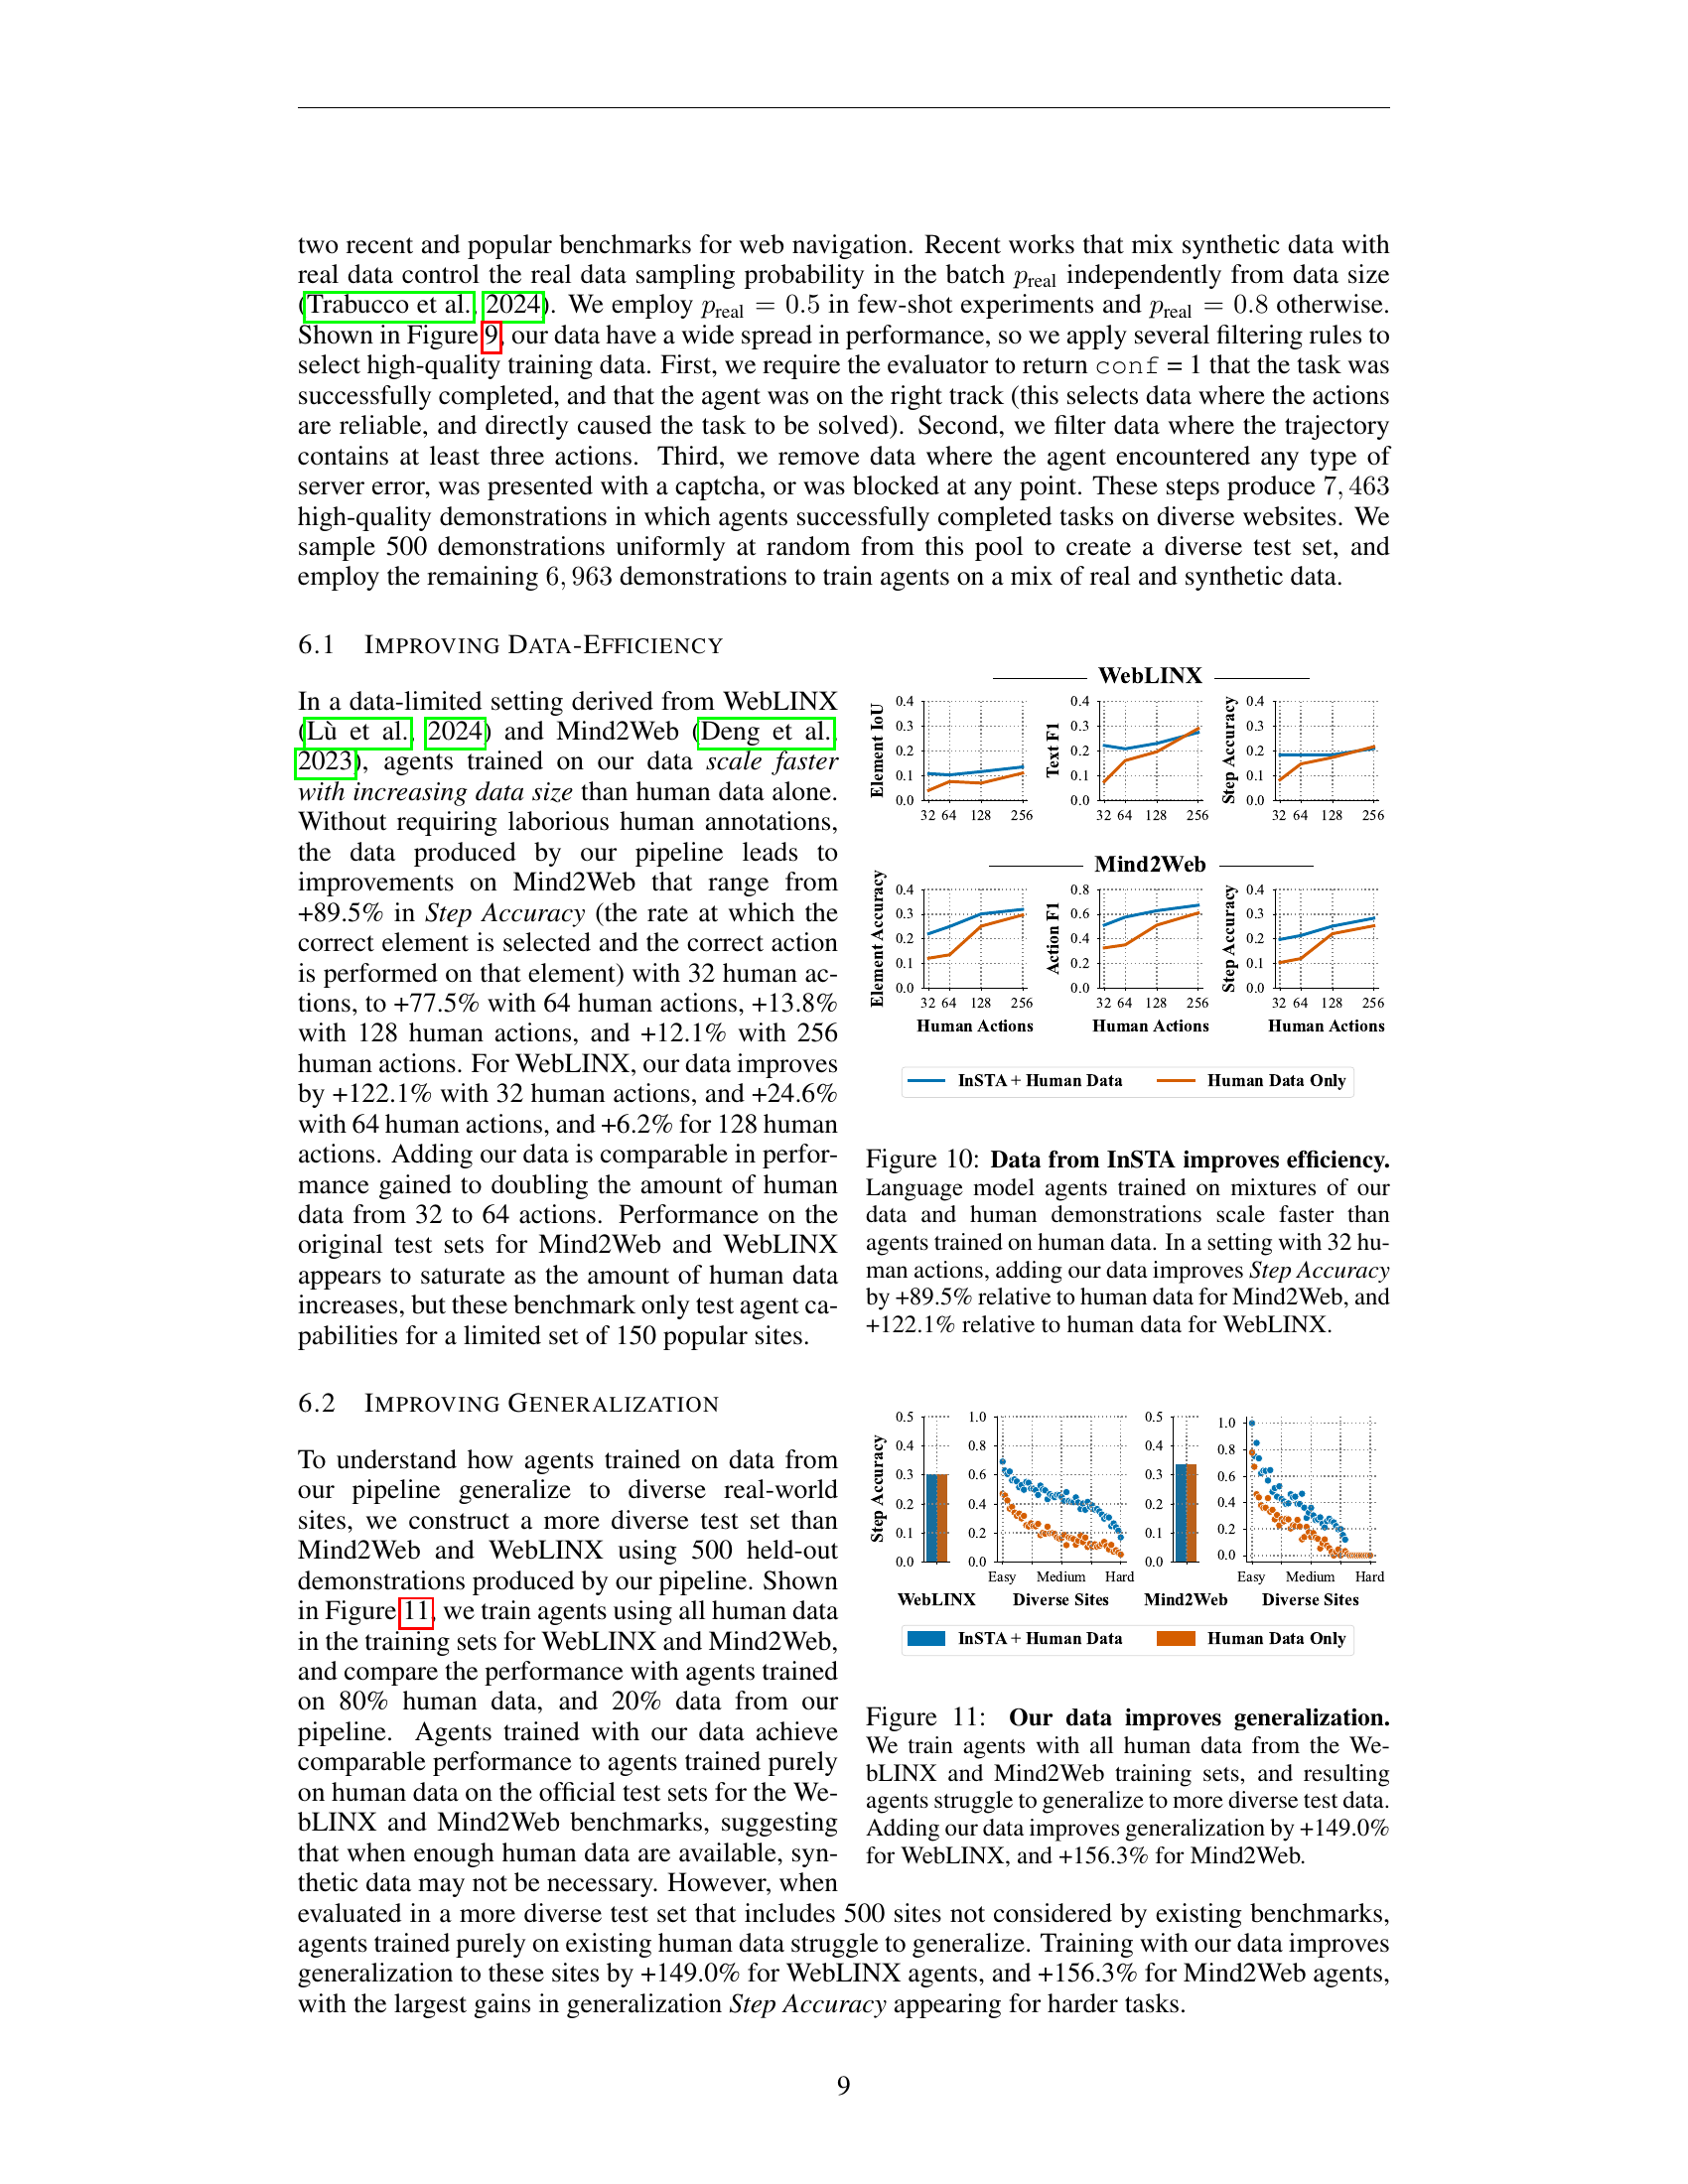 two recent and popular benchmarks for web navigation. Recent works that mix synthetic data with
real data control the real data sampling probability in the batch p_real independently from data size
(Trabucco et al., 2024). We employ p_real = 0.5 in few-shot experiments and p_real = 0.8 otherwise.
Shown in Figure 9, our data have a wide spread in performance, so we apply several filtering rules to
select high-quality training data. First, we require the evaluator to return conf = 1 that the task was
successfully completed, and that the agent was on the right track (this selects data where the actions
are reliable, and directly caused the task to be solved). Second, we filter data where the trajectory
contains at least three actions. Third, we remove data where the agent encountered any type of
server error, was presented with a captcha, or was blocked at any point. These steps produce 7, 463
high-quality demonstrations in which agents successfully completed tasks on diverse websites. We
sample 500 demonstrations uniformly at random from this pool to create a diverse test set, and
employ the remaining 6, 963 demonstrations to train agents on a mix of real and synthetic data.
6.1 IMPROVING DATA-EFFICIENCY
In a data-limited setting derived from WebLINX
(Lù et al., 2024) and Mind2Web (Deng et al.,
2023), agents trained on our data scale faster
with increasing data size than human data alone.
Without requiring laborious human annotations,
the data produced by our pipeline leads to
improvements on Mind2Web that range from
+89.5% in Step Accuracy (the rate at which the
correct element is selected and the correct action
is performed on that element) with 32 human ac-
tions, to +77.5% with 64 human actions, +13.8%
with 128 human actions, and +12.1% with 256
human actions. For WebLINX, our data improves
by +122.1% with 32 human actions, and +24.6%
with 64 human actions, and +6.2% for 128 human
actions. Adding our data is comparable in perfor-
mance gained to doubling the amount of human
data from 32 to 64 actions. Performance on the
original test sets for Mind2Web and WebLINX
appears to saturate as the amount of human data
increases, but these benchmark only test agent ca-
pabilities for a limited set of 150 popular sites.
WebLINX
Element IoU
0.4
0.3
0.2
0.1
0.0
32 64 128 256
Text F1
0.4
0.3
0.2
0.1
0.0
32 64 128 256
Step Accuracy
0.4
0.3
0.2
0.1
0.0
32 64 128 256
Mind2Web
Element Accuracy
0.4
0.3
0.2
0.1
0.0
32 64 128 256
Human Actions
Action F1
0.8
0.6
0.4
0.2
0.0
32 64 128 256
Human Actions
Step Accuracy
0.4
0.3
0.2
0.1
0.0
32 64 128 256
Human Actions
InSTA + Human Data Human Data Only
Figure 10: Data from InSTA improves efficiency.
Language model agents trained on mixtures of our
data and human demonstrations scale faster than
agents trained on human data. In a setting with 32 hu-
man actions, adding our data improves Step Accuracy
by +89.5% relative to human data for Mind2Web, and
+122.1% relative to human data for WebLINX.
6.2 IMPROVING GENERALIZATION
To understand how agents trained on data from
our pipeline generalize to diverse real-world
sites, we construct a more diverse test set than
Mind2Web and WebLINX using 500 held-out
demonstrations produced by our pipeline. Shown
in Figure 11, we train agents using all human data
in the training sets for WebLINX and Mind2Web,
and compare the performance with agents trained
on 80% human data, and 20% data from our
pipeline. Agents trained with our data achieve
comparable performance to agents trained purely
on human data on the official test sets for the We-
bLINX and Mind2Web benchmarks, suggesting
that when enough human data are available, syn-
thetic data may not be necessary. However, when
evaluated in a more diverse test set that includes 500 sites not considered by existing benchmarks,
agents trained purely on existing human data struggle to generalize. Training with our data improves
generalization to these sites by +149.0% for WebLINX agents, and +156.3% for Mind2Web agents,
with the largest gains in generalization Step Accuracy appearing for harder tasks.
Step Accuracy
0.5
0.4
0.3
0.2
0.1
0.0
WebLINX
1.0
0.8
0.6
0.4
0.2
0.0
Easy Medium Hard
Diverse Sites
0.5
0.4
0.3
0.2
0.1
0.0
Mind2Web
1.0
0.8
0.6
0.4
0.2
0.0
Easy Medium Hard
Diverse Sites
InSTA + Human Data Human Data Only
Figure 11: Our data improves generalization.
We train agents with all human data from the We-
bLINX and Mind2Web training sets, and resulting
agents struggle to generalize to more diverse test data.
Adding our data improves generalization by +149.0%
for WebLINX, and +156.3% for Mind2Web.
9